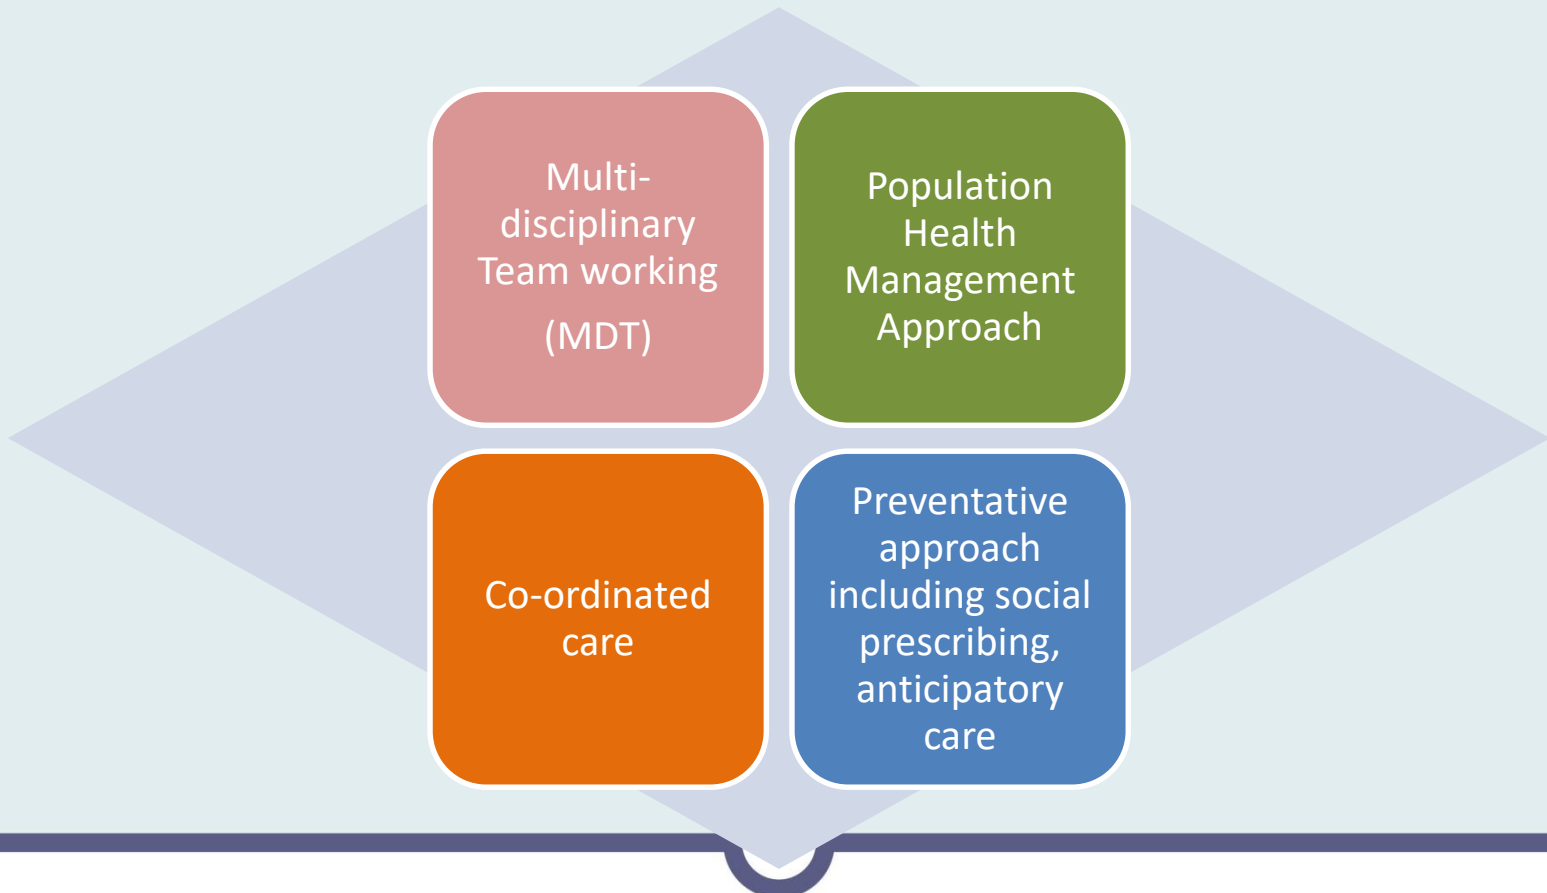 Multi-
disciplinary
Team working
(MDT)
Population
Health
Management
Approach
Co-ordinated
care
Preventative
approach
including social
prescribing,
anticipatory
care